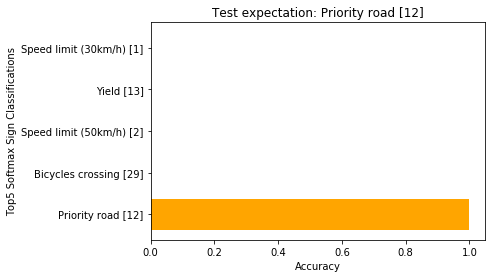 Test expectation: Priority road [12]
Top5 Softmax Sign Classifications
Speed limit (30km/h) [1]
Yield [13]
Speed limit (50km/h) [2]
Bicycles crossing [29]
Priority road [12]
0.0 0.2 0.4 0.6 0.8 1.0
Accuracy